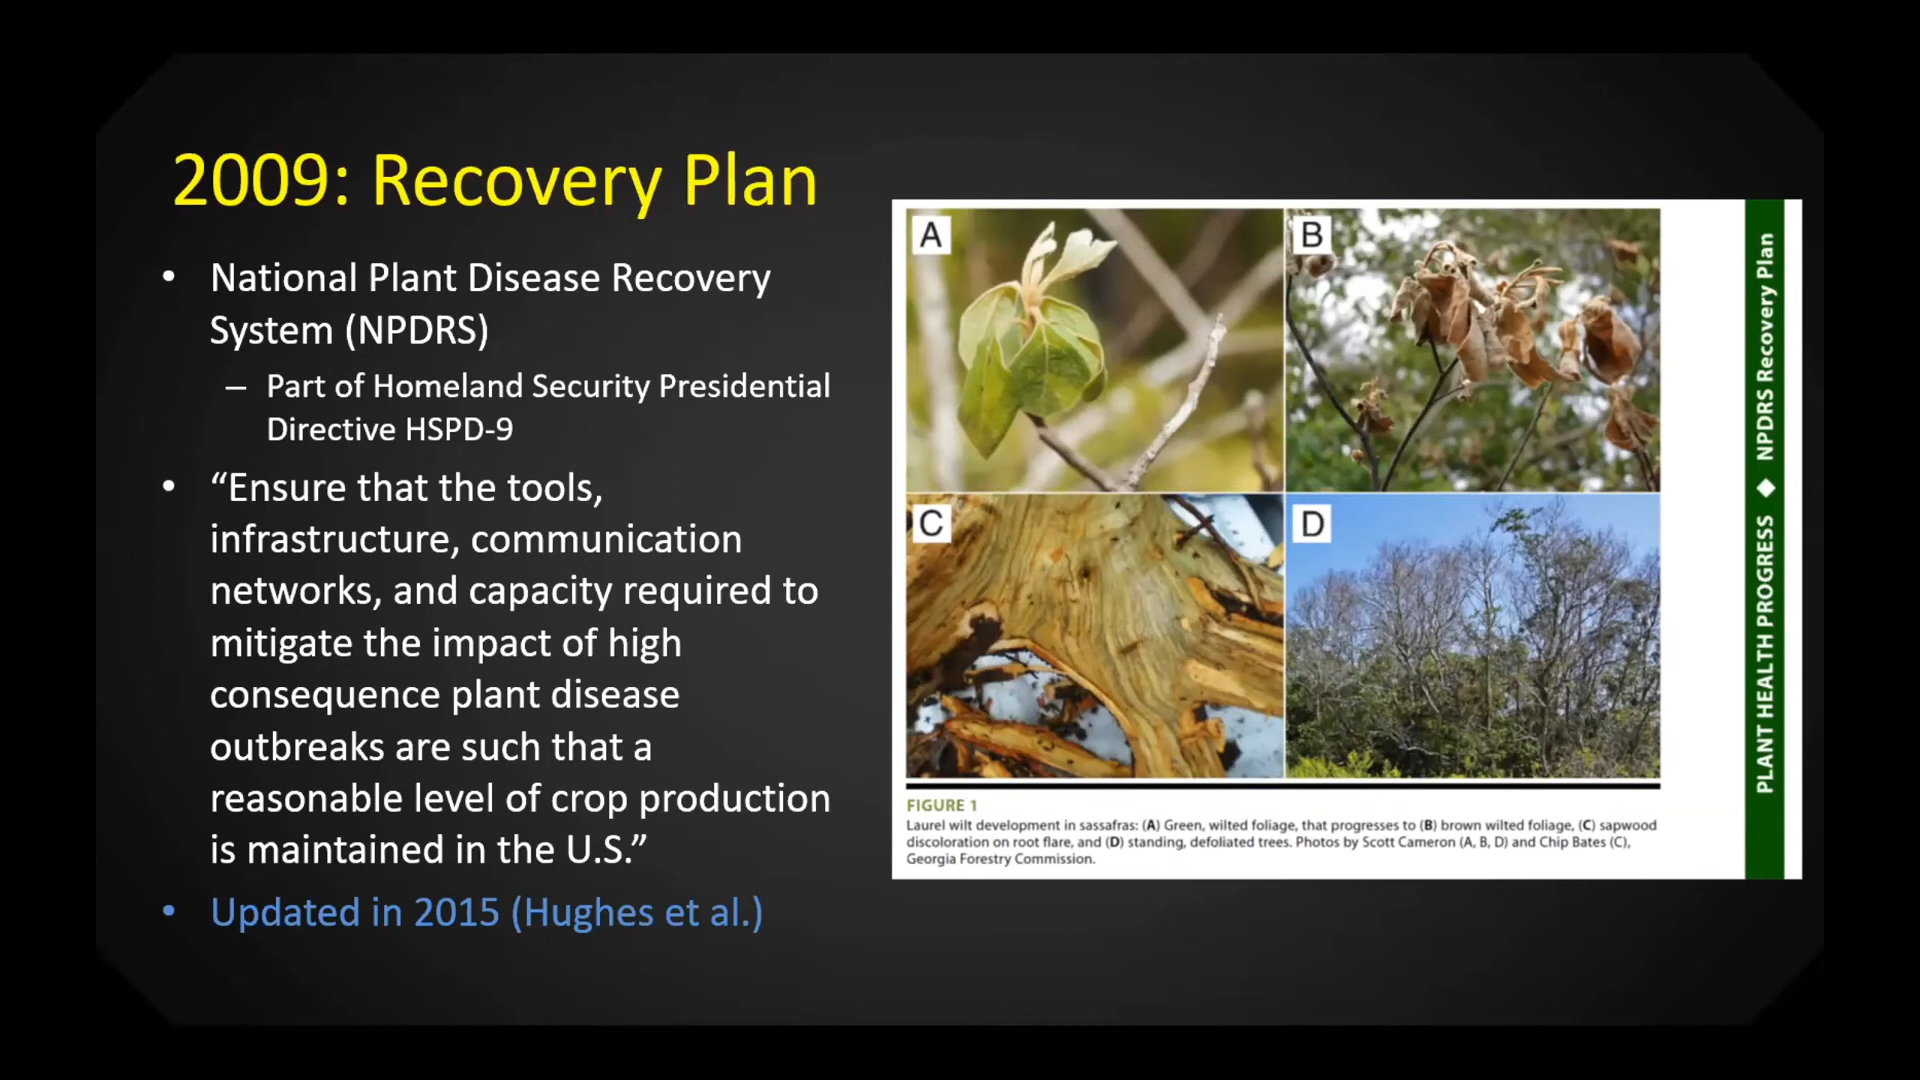 2009: Recovery Plan
• National Plant Disease Recovery
System (NPDRS)
– Part of Homeland Security Presidential
Directive HSPD-9
• “Ensure that the tools,
infrastructure, communication
networks, and capacity required to
mitigate the impact of high
consequence plant disease
outbreaks are such that a
reasonable level of crop production
is maintained in the U.S.”
• Updated in 2015 (Hughes et al.)
A
B
C
D
FIGURE 1
Laurel wilt development in sassafras: (A) Green, wilted foliage, that progresses to (B) brown wilted foliage, (C) sapwood
discoloration on root flare, and (D) standing, defoliated trees. Photos by Scott Cameron (A, B, D) and Chip Bates (C),
Georgia Forestry Commission.
PLANT HEALTH PROGRESS ◆ NPDRS Recovery Plan